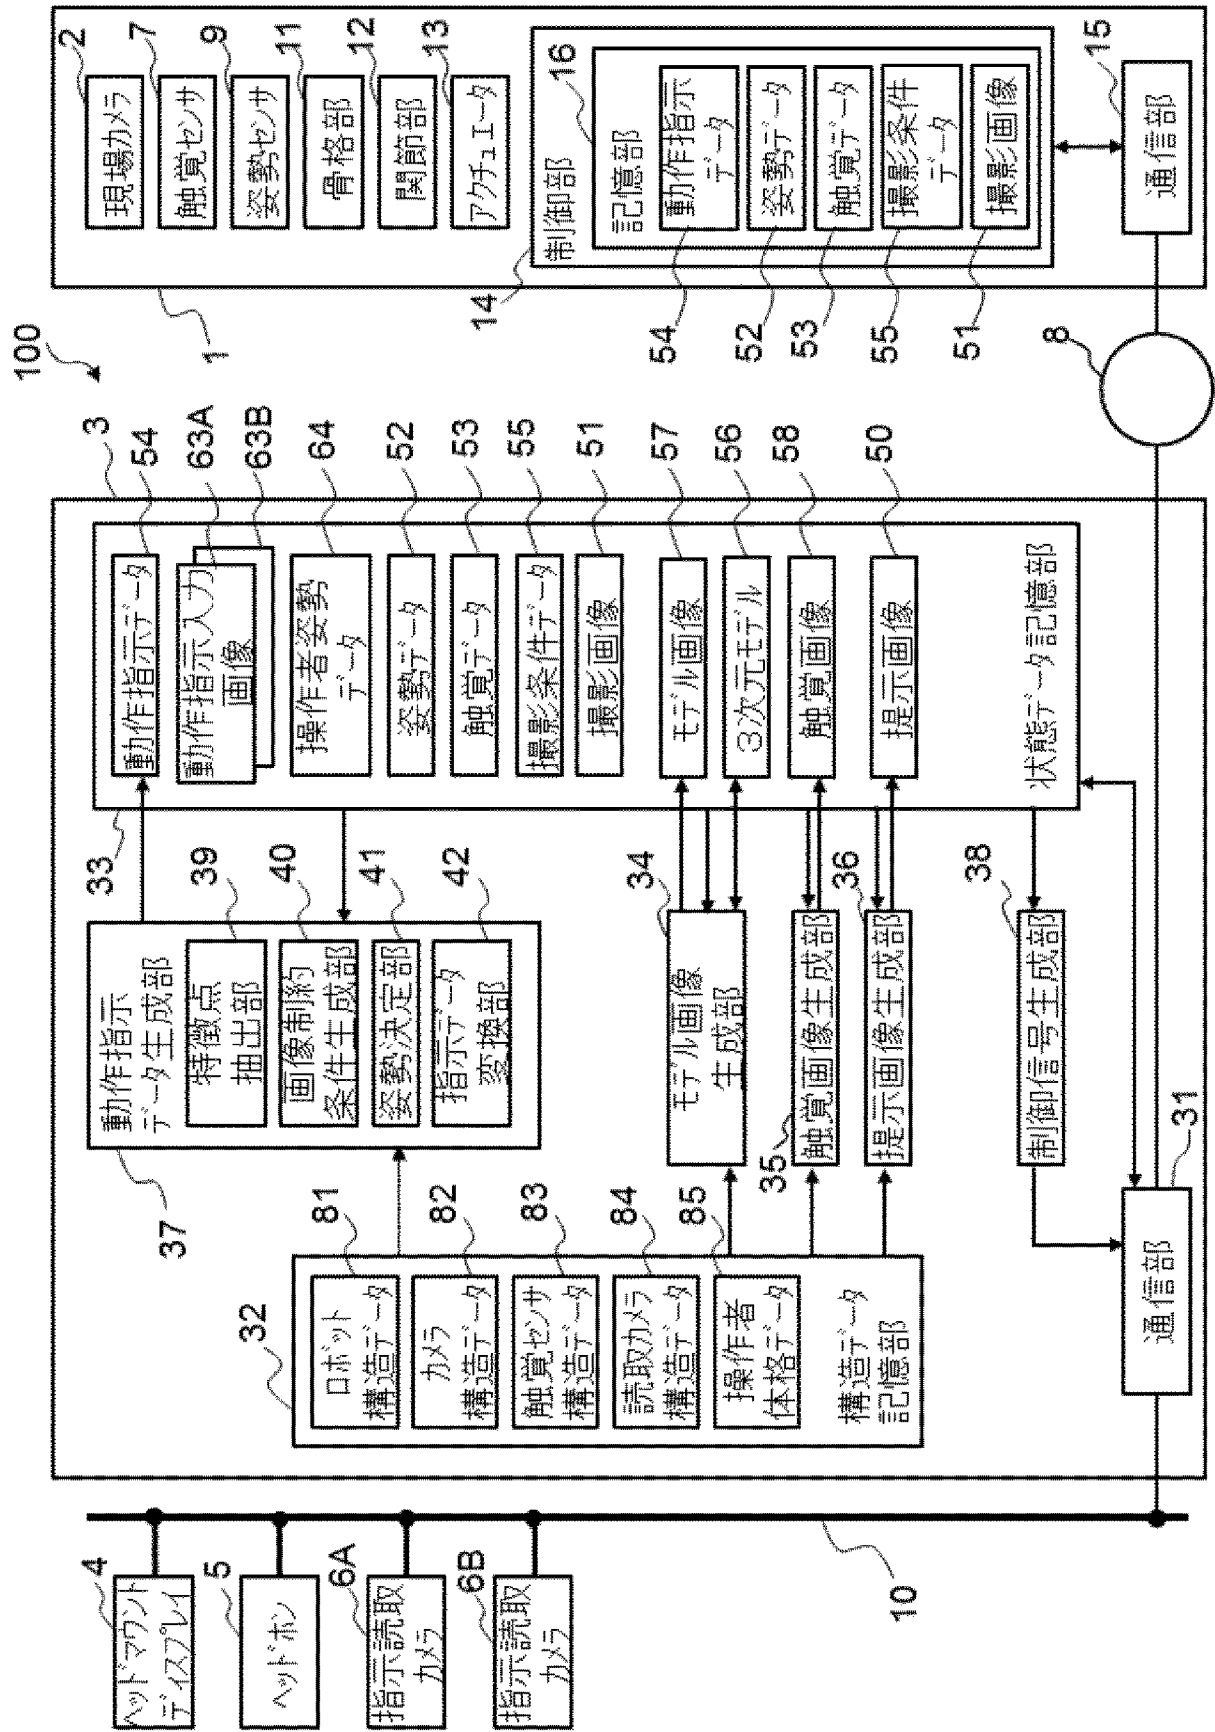 100
4
ヘッドマウント
ディスプレイ
5
ヘッドホン
6A
指示読取
カメラ
6B
指示読取
カメラ
10
3
32
ロボット
構造データ
81
カメラ
構造データ
82
触覚センサ
構造データ
83
読取カメラ
構造データ
84
操作者
体格データ
85
構造データ
記憶部
37
動作指示
データ生成部
特徴点
抽出部
39
画像制約
条件生成部
40
姿勢決定部
41
指示データ
変換部
42
モデル画像
生成部
34
触覚画像生成部
35
提示画像生成部
36
制御信号生成部
38
通信部
31
33
動作指示データ
54
動作指示入力
画像
63A
63B
操作者姿勢
データ
64
姿勢データ
52
触覚データ
53
撮影条件データ
55
撮影画像
51
モデル画像
57
3次元モデル
56
触覚画像
58
提示画像
50
状態データ記憶部
8
1
現場カメラ
2
触覚センサ
7
姿勢センサ
9
骨格部
11
関節部
12
アクチュエータ
13
制御部
14
記憶部
16
動作指示
データ
54
姿勢データ
52
触覚データ
53
撮影条件
データ
55
撮影画像
51
通信部
15